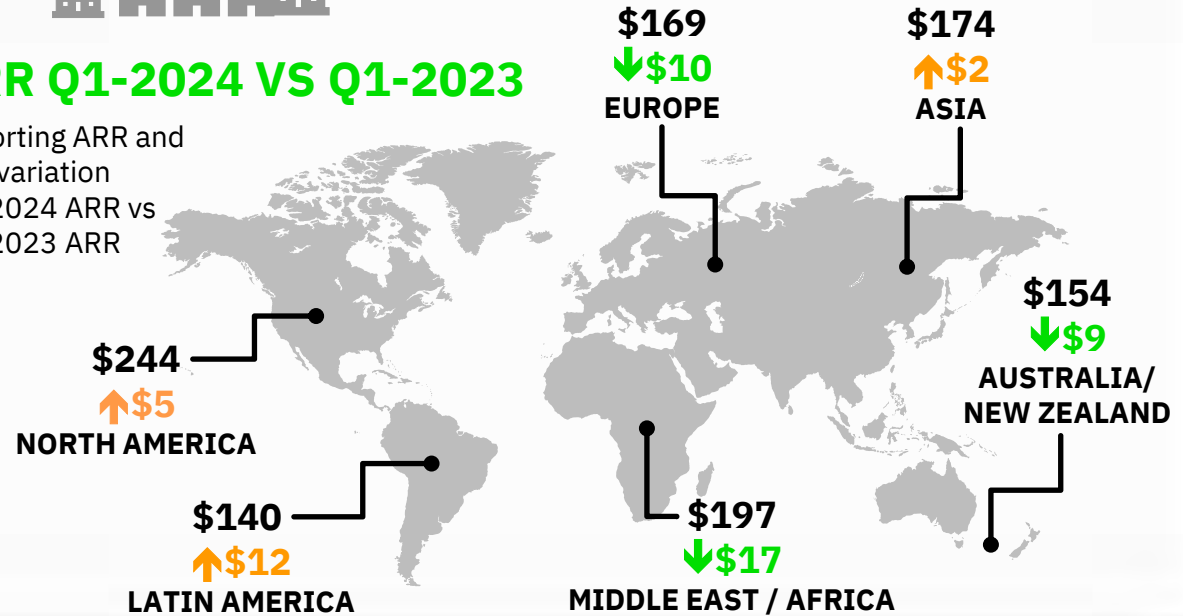 $169
$10
EUROPE
$174
$2
ASIA
Q1-2024 VS Q1-2023
ARR and
variation
2024 ARR vs
2023 ARR
$154
$9
AUSTRALIA/
NEW ZEALAND
$244
$5
NORTH AMERICA
$140
$12
LATIN AMERICA
$197
$17
MIDDLE EAST / AFRICA